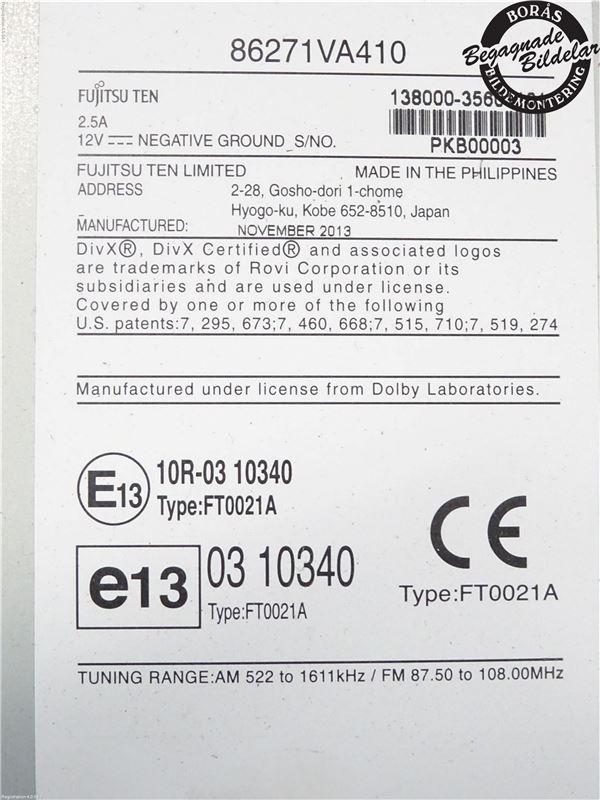 86271VA410
BORÅS
Begagnade
Bildelar
BILDEMONTERING
FUJITSU TEN
2.5A
12V NEGATIVE GROUND S/NO.
PKB00003
FUJITSU TEN LIMITED MADE IN THE PHILIPPINES
ADDRESS 2-28, Gosho-dori 1-chome
Hyogo-ku, Kobe 652-8510, Japan
MANUFACTURED: NOVEMBER 2013
DivX®, DivX Certified® and associated logos
are trademarks of Rovi Corporation or its
subsidiaries and are used under license.
Covered by one or more of the following
U.S. patents:7, 295, 673;7, 460, 668;7, 515, 710;7, 519, 274
Manufactured under license from Dolby Laboratories.
E13 10R-03 10340
Type:FT0021A
e13 03 10340
Type:FT0021A
CE
Type:FT0021A
TUNING RANGE:AM 522 to 1611kHz / FM 87.50 to 108.00MHz